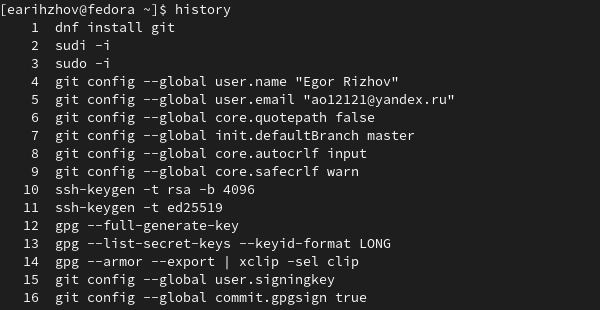 [earihzhov@fedora ~]$ history
1 dnf install git
2 sudi -i
3 sudo -i
4 git config --global user.name "Egor Rizhov"
5 git config --global user.email "ao12121@yandex.ru"
6 git config --global core.quotepath false
7 git config --global init.defaultBranch master
8 git config --global core.autocrlf input
9 git config --global core.safecrlf warn
10 ssh-keygen -t rsa -b 4096
11 ssh-keygen -t ed25519
12 gpg --full-generate-key
13 gpg --list-secret-keys --keyid-format LONG
14 gpg --armor --export | xclip -sel clip
15 git config --global user.signingkey
16 git config --global commit.gpgsign true